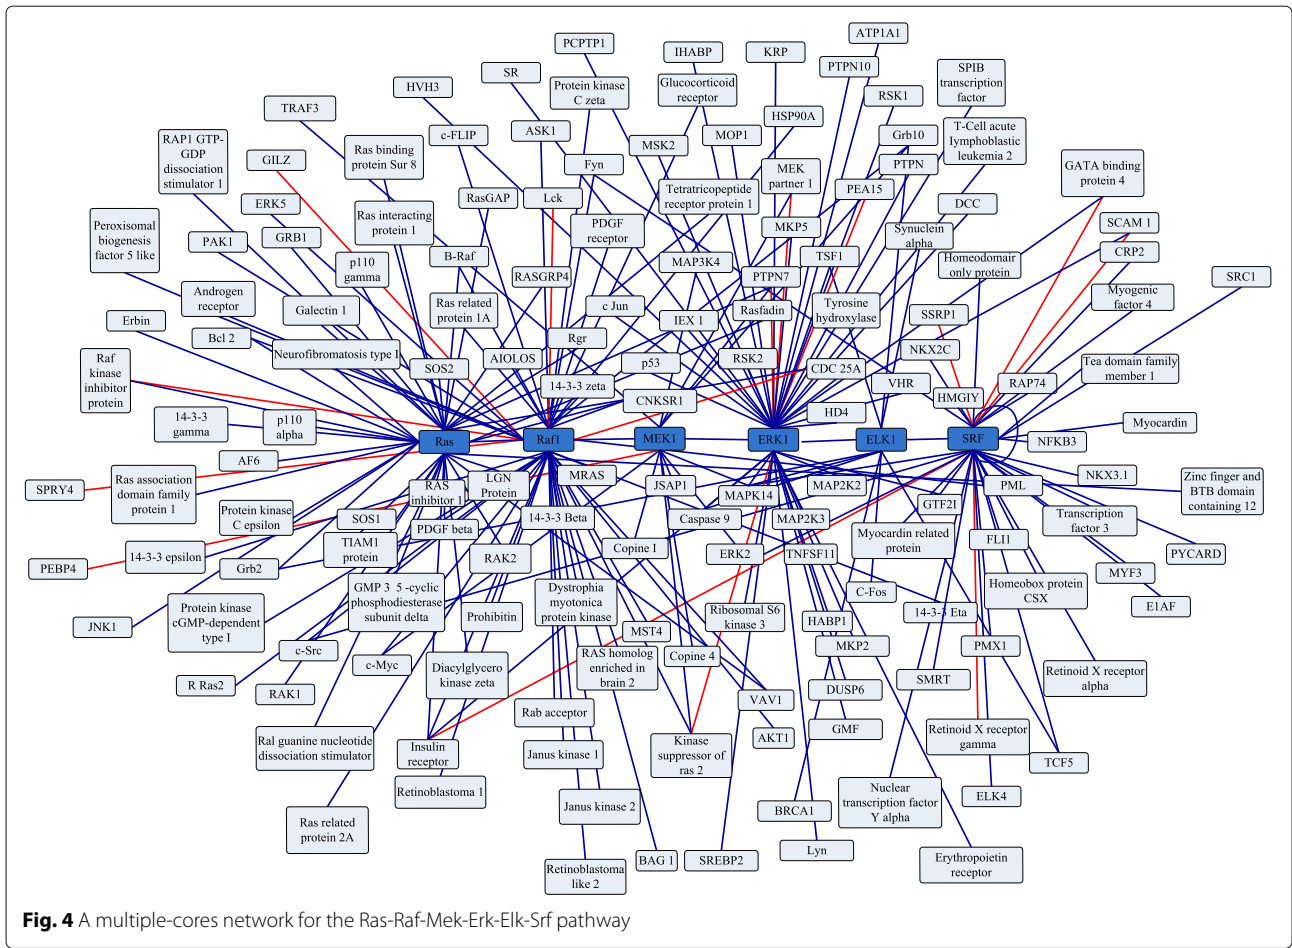 PCPTP1
IHABP
KRP
ATP1A1
SR
PTPN10
HVH3
Protein kinase
C zeta
Glucocorticoid
receptor
SPIB
transcription
factor
RSK1
TRAF3
HSP90A
c-FLIP
ASK1
MSK2
MOP1
Grb10
T-Cell acute
lymphoblastic
leukemia 2
RAP1 GTP-
GDP
dissociation
stimulator 1
GILZ
Ras binding
protein Sur 8
Fyn
MEK
partner 1
PTPN
GATA binding
protein 4
ERK5
RasGAP
Lck
Tetratricopeptide
receptor protein 1
PEA15
DCC
Peroxisomal
biogenesis
factor 5 like
Ras interacting
protein 1
PDGF
receptor
MKP5
Synuclein
alpha
SCAM 1
PAK1
GRB1
B-Raf
MAP3K4
TSF1
CRP2
p110
gamma
RASGRP4
PTPN7
Homeodomair
only protein
SRC1
Androgen
receptor
Galectin 1
Ras related
protein 1A
c Jun
Rasfadin
Tyrosine
hydroxylase
Myogenic
factor 4
Erbin
IEX 1
SSRP1
Bcl 2
Rgr
Neurofibromatosis type I
AIOLOS
p53
RSK2
NKX2C
Raf
kinase
inhibitor
protein
SOS2
CDC 25A
Tea domain family
member 1
14-3-3 zeta
VHR
RAP74
CNKSR1
HMGIY
14-3-3
gamma
p110
alpha
HD4
Myocardin
Ras
Raf1
MEK1
ERK1
ELK1
SRF
NFKB3
AF6
SPRY4
Ras association
domain family
protein 1
RAS
inhibitor 1
LGN
Protein
MRAS
JSAP1
MAPK14
MAP2K2
PML
NKX3.1
Zinc finger and
BTB domain
containing 12
GTF2I
Protein kinase
C epsilon
SOS1
PDGF beta
14-3-3 Beta
Caspase 9
MAP2K3
Transcription
factor 3
TIAM1
protein
Copine I
Myocardin related
protein
FLI1
14-3-3 epsilon
RAK2
ERK2
TNFSF11
PYCARD
PEBP4
Grb2
MYF3
GMP 3 5 -cyclic
phosphodiesterase
subunit delta
Dystrophia
myotonica
protein kinase
C-Fos
Homeobox protein
CSX
E1AF
Protein kinase
cGMP-dependent
type I
Prohibitin
Ribosomal S6
kinase 3
HABP1
14-3-3 Eta
JNK1
MST4
MKP2
PMX1
c-Src
c-Myc
Diacylglycero
kinase zeta
RAS homolog
enriched in
brain 2
Copine 4
Retinoid X receptor
alpha
R Ras2
RAK1
DUSP6
SMRT
VAV1
Rab acceptor
GMF
Ral guanine nucleotide
dissociation stimulator
Insulin
receptor
Janus kinase 1
Kinase
suppressor of
ras 2
AKT1
Retinoid X receptor
gamma
TCF5
Retinoblastoma 1
Janus kinase 2
BRCA1
Nuclear
transcription factor
Y alpha
ELK4
Ras related
protein 2A
Retinoblastoma
like 2
BAG 1
SREBP2
Lyn
Erythropoietin
receptor
Fig. 4 A multiple-cores network for the Ras-Raf-Mek-Erk-Elk-Srf pathway